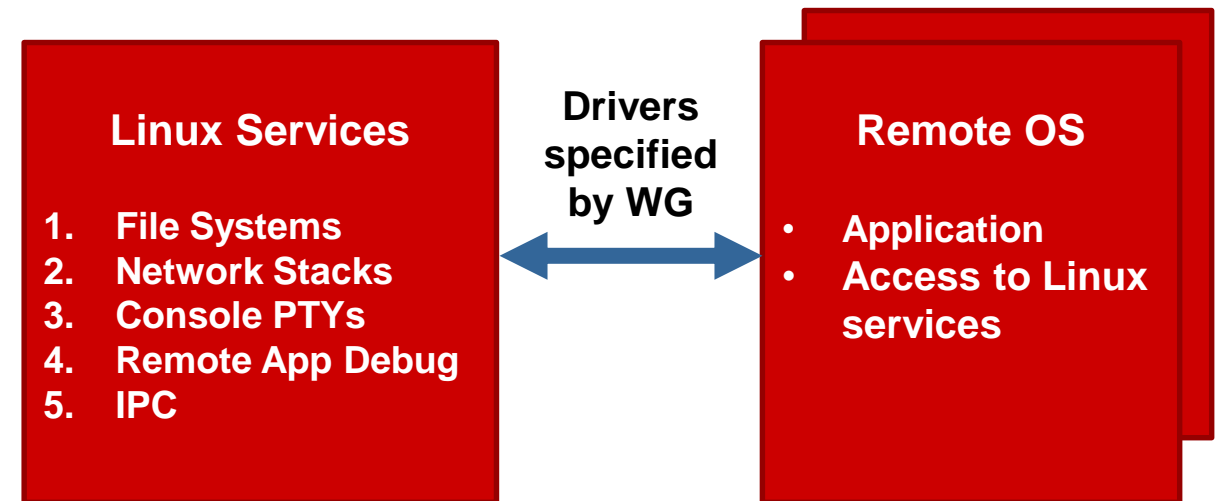 Linux Services
1. File Systems
2. Network Stacks
3. Console PTYs
4. Remote App Debug
5. IPC
Drivers
specified
by WG
Remote OS
• Application
• Access to Linux
services